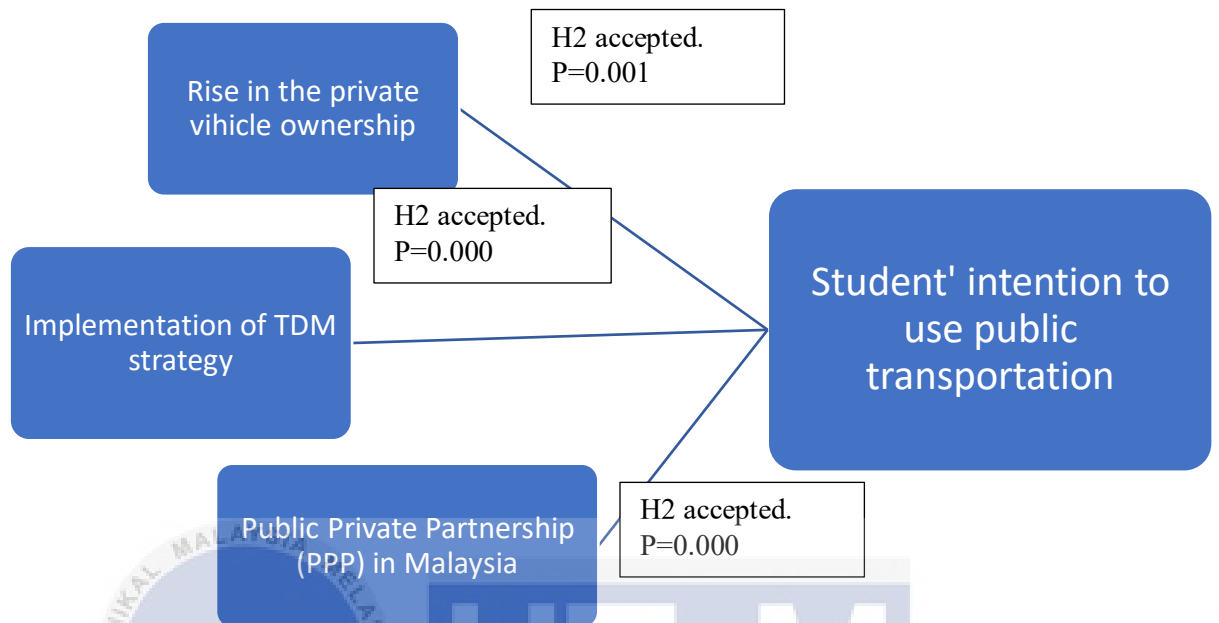 H2 accepted.
P=0.001
Rise in the private
vihicle ownership
H2 accepted.
P=0.000
Student' intention to
use public
transportation
Implementation of TDM
strategy
H2 accepted.
P=0.000
Public Private Partnership
(PPP) in Malaysia
MALAYSIA